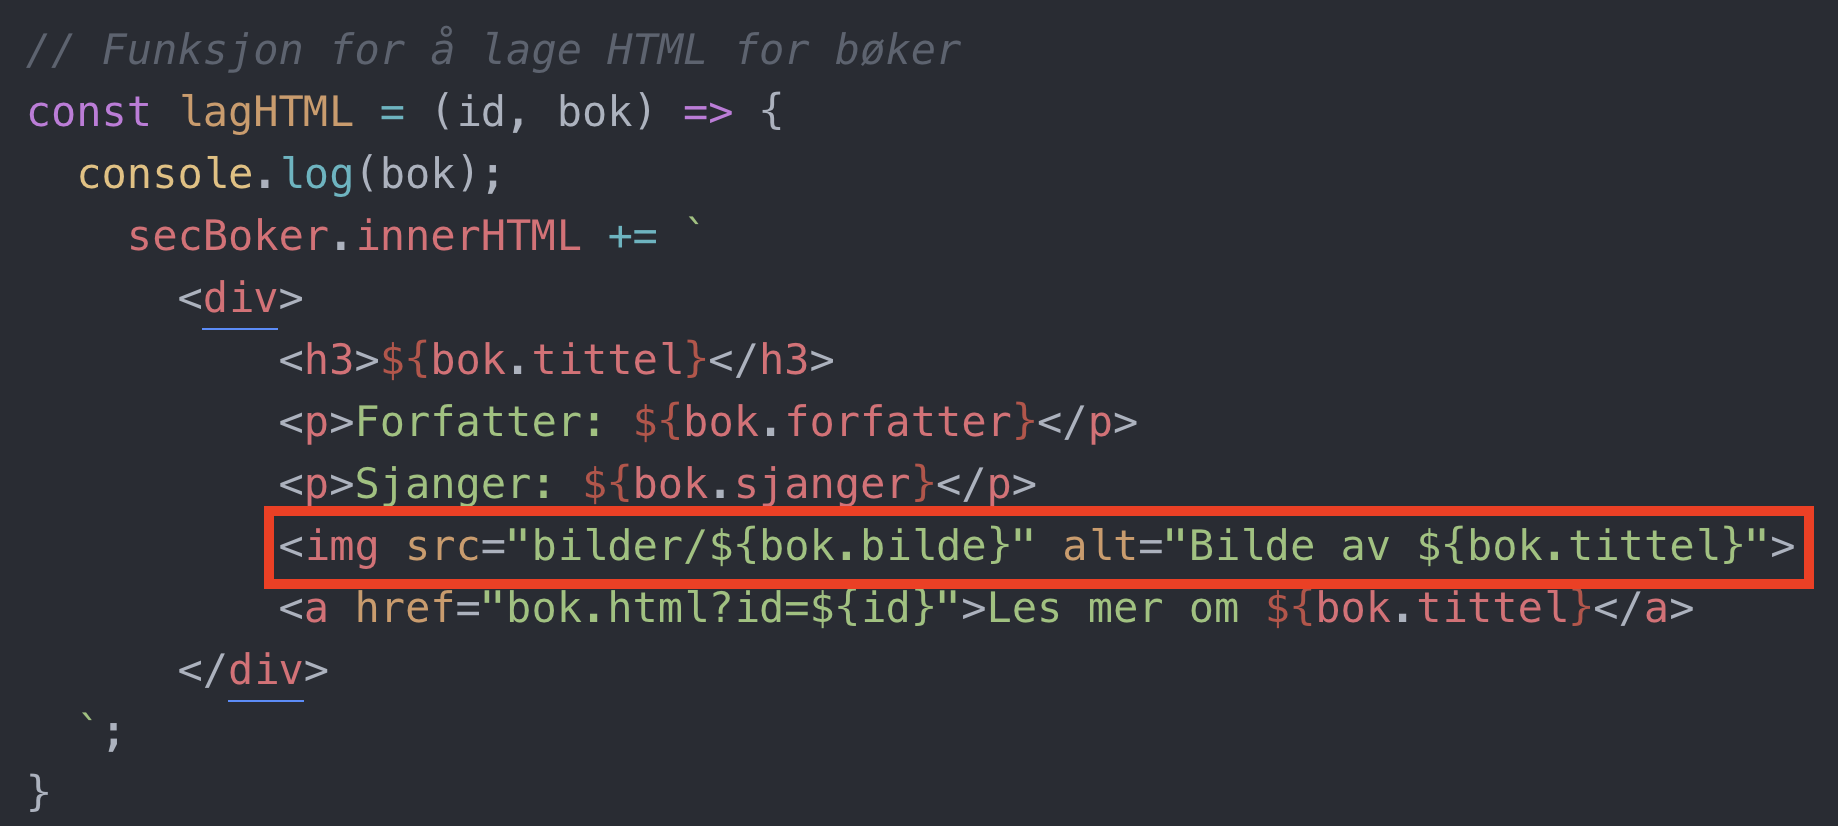 // Funksjon for å lage HTML for bøker
const lagHTML = (id, bok) => {
  console.log(bok);
    secBoker.innerHTML += `
      <div>
          <h3>${bok.tittel}</h3>
          <p>Forfatter: ${bok.forfatter}</p>
          <p>Sjanger: ${bok.sjanger}</p>
          <img src="bilder/${bok.bilde}" alt="Bilde av ${bok.tittel}">
          <a href="bok.html?id=${id}">Les mer om ${bok.tittel}</a>
      </div>
  `;
}